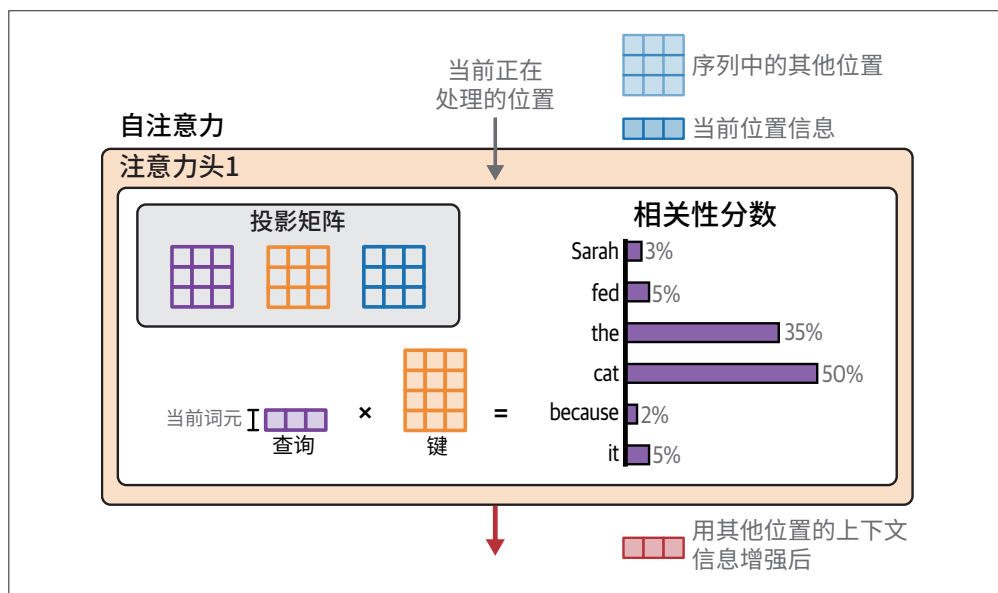 当前正在
处理的位置
序列中的其他位置
当前位置信息
自注意力
注意力头1
投影矩阵
相关性分数
Sarah 3%
fed 5%
the 35%
cat 50%
because 2%
it 5%
当前词元
×
=
查询
键
用其他位置的上下文
信息增强后